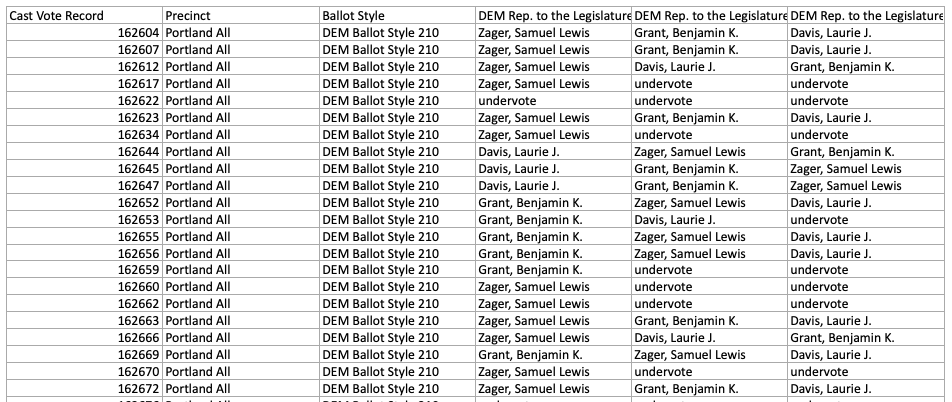 Cast Vote Record Precinct Ballot Style DEM Rep. to the Legislature DEM Rep. to the Legislature DEM Rep. to the Legislature
162604 Portland All DEM Ballot Style 210 Zager, Samuel Lewis Grant, Benjamin K. Davis, Laurie J.
162607 Portland All DEM Ballot Style 210 Zager, Samuel Lewis Grant, Benjamin K. Davis, Laurie J.
162612 Portland All DEM Ballot Style 210 Zager, Samuel Lewis Davis, Laurie J. Grant, Benjamin K.
162617 Portland All DEM Ballot Style 210 Zager, Samuel Lewis undervote undervote
162622 Portland All DEM Ballot Style 210 undervote undervote undervote
162623 Portland All DEM Ballot Style 210 Zager, Samuel Lewis Grant, Benjamin K. Davis, Laurie J.
162634 Portland All DEM Ballot Style 210 Zager, Samuel Lewis undervote undervote
162644 Portland All DEM Ballot Style 210 Davis, Laurie J. Zager, Samuel Lewis Grant, Benjamin K.
162645 Portland All DEM Ballot Style 210 Davis, Laurie J. Grant, Benjamin K. Zager, Samuel Lewis
162647 Portland All DEM Ballot Style 210 Davis, Laurie J. Grant, Benjamin K. Zager, Samuel Lewis
162652 Portland All DEM Ballot Style 210 Grant, Benjamin K. Zager, Samuel Lewis Davis, Laurie J.
162653 Portland All DEM Ballot Style 210 Grant, Benjamin K. Davis, Laurie J. undervote
162655 Portland All DEM Ballot Style 210 Grant, Benjamin K. Zager, Samuel Lewis Davis, Laurie J.
162656 Portland All DEM Ballot Style 210 Grant, Benjamin K. Zager, Samuel Lewis Davis, Laurie J.
162659 Portland All DEM Ballot Style 210 Grant, Benjamin K. undervote undervote
162660 Portland All DEM Ballot Style 210 Zager, Samuel Lewis undervote undervote
162662 Portland All DEM Ballot Style 210 Zager, Samuel Lewis undervote undervote
162663 Portland All DEM Ballot Style 210 Zager, Samuel Lewis Grant, Benjamin K. Davis, Laurie J.
162666 Portland All DEM Ballot Style 210 Zager, Samuel Lewis Davis, Laurie J. Grant, Benjamin K.
162669 Portland All DEM Ballot Style 210 Grant, Benjamin K. Zager, Samuel Lewis Davis, Laurie J.
162670 Portland All DEM Ballot Style 210 Zager, Samuel Lewis undervote undervote
162672 Portland All DEM Ballot Style 210 Zager, Samuel Lewis Grant, Benjamin K. Davis, Laurie J.